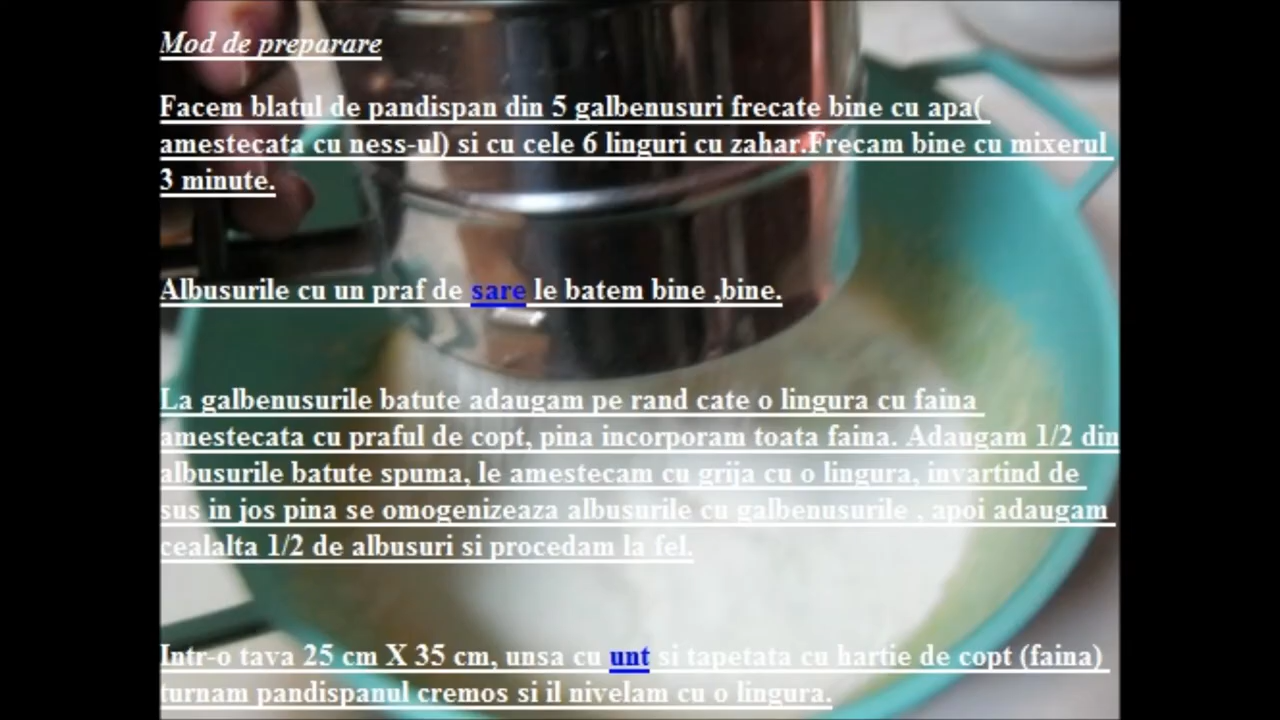 Mod de preparare
Facem blatul de pandispan din 5 galbenusuri frecate bine cu apa(
amestecata cu ness-ul) si cu cele 6 linguri cu zahar.Frecam bine cu mixerul
3 minute.
Albusurile cu un praf de sare le batem bine ,bine.
La galbenusurile batute adaugam pe rand cate o lingura cu faina
amestecata cu praful de copt, pina incorporam toata faina. Adaugam 1/2 din
albusurile batute spuma, le amestecam cu grija cu o lingura, invartind de
sus in jos pina se omogenizeaza albusurile cu galbenusurile , apoi adaugam
cealalta 1/2 de albusuri si procedam la fel.
Intr-o tava 25 cm X 35 cm, unsa cu unt si tapetata cu hartie de copt (faina)
turnam pandispanul cremos si il nivelam cu o lingura.